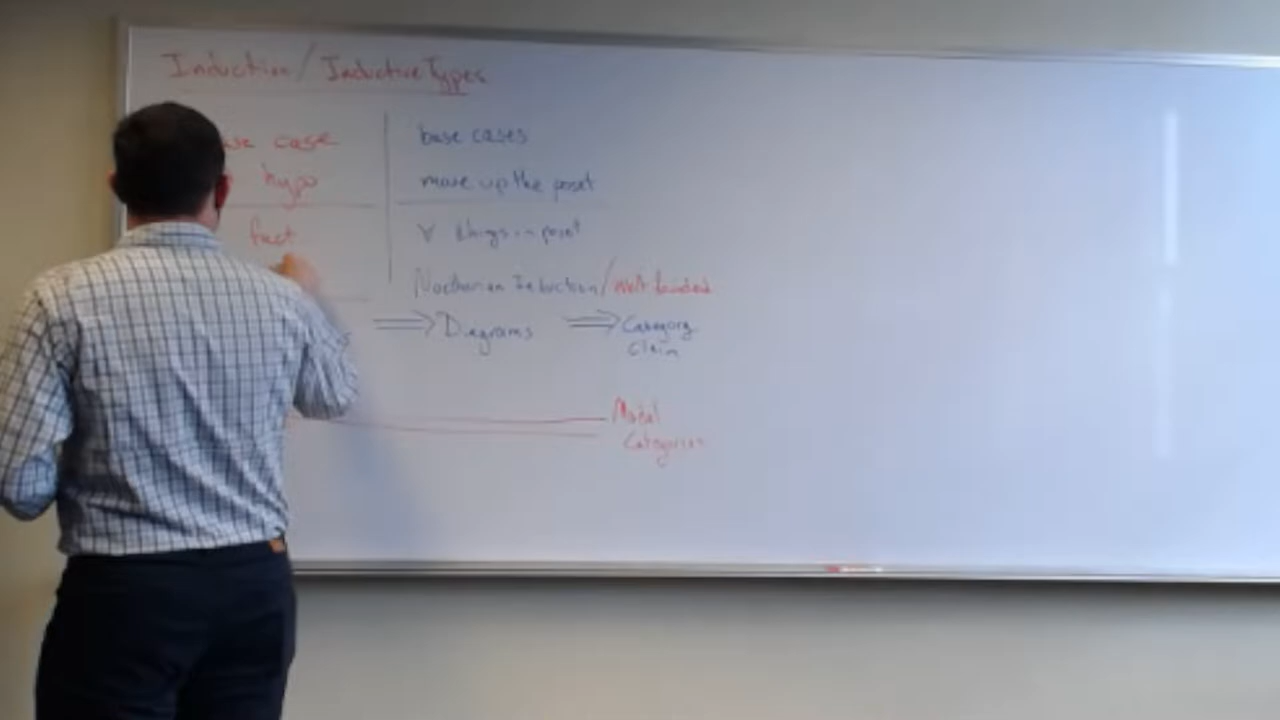 Induction / Inductive Types
case
base cases
hypo
move up the poset
fact
∀ things in poset
Noetherian Induction / Well-founded
⇒ Diagrams ⇒ Category
Claim
Model
Categories